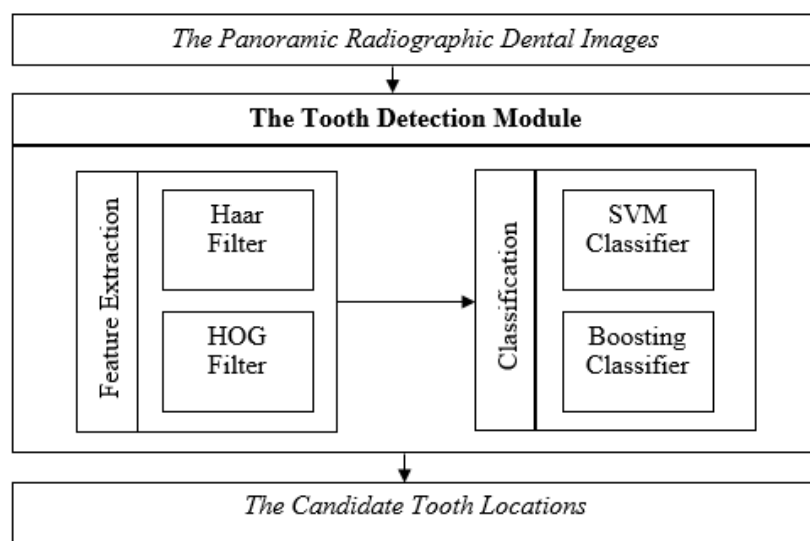 The Panoramic Radiographic Dental Images
The Tooth Detection Module
Feature Extraction
Haar
Filter
HOG
Filter
Classification
SVM
Classifier
Boosting
Classifier
The Candidate Tooth Locations